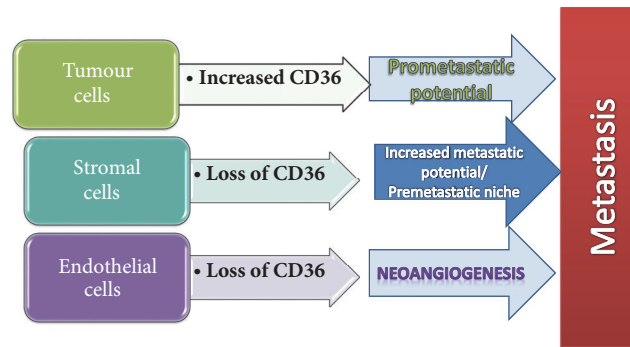 Tumour
cells
• Increased CD36
Prometastatic
potential
Stromal
cells
• Loss of CD36
Increased metastatic
potential/
Premetastatic niche
Endothelial
cells
• Loss of CD36
NEOANGIOGENESIS
Metastasis